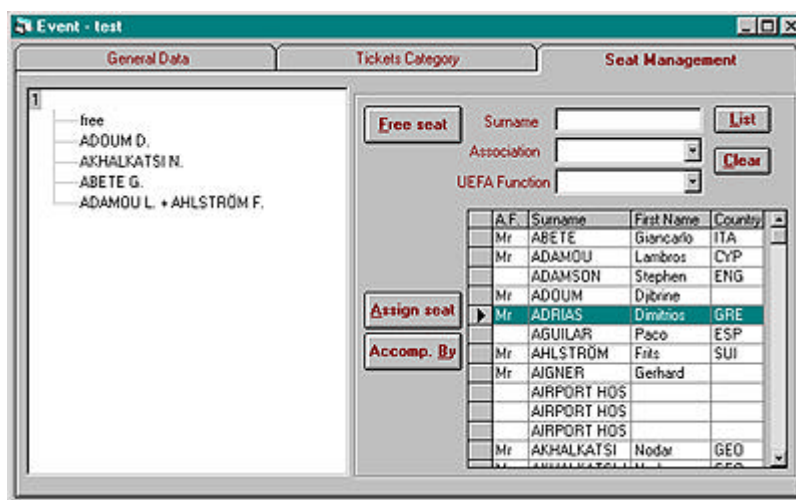 Event - test
General Data Tickets Category Seat Management
1
free
ADOUM D.
AKHALKATSI N.
ABETE G.
ADAMOU L. + AHLSTRÖM F.
Free seat
Surname
List
Association
Clear
UEFA Function
Assign seat
Accomp. By
A.F. Surname First Name Country
Mr ABETE Giancarlo ITA
Mr ADAMOU Lambros CYP
ADAMSON Stephen ENG
Mr ADOUM Djibrine
Mr ADRIAS Dimitrios GRE
AGUILAR Paco ESP
Mr AHLSTRÖM Frits SUI
Mr AIGNER Gerhard
AIRPORT HOS
AIRPORT HOS
AIRPORT HOS
Mr AKHALKATSI Nodar GEO